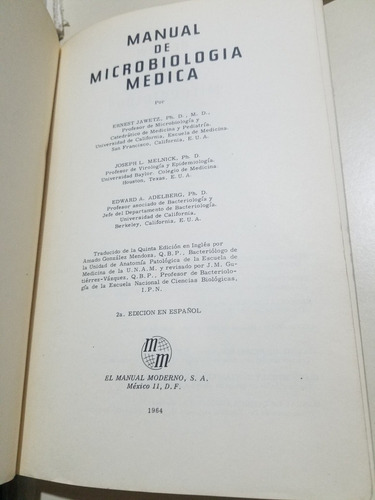 MANUAL
DE
MICROBIOLOGIA
MEDICA
Por
ERNEST JAWETZ, Ph. D., M. D.,
Profesor de Microbiología y
Catedrático de Medicina y Pediatría,
Universidad de California, Escuela de Medicina
San Francisco, California, E.U.A.
JOSEPH L. MELNICK, Ph. D.
Profesor de Virología y Epidemiología,
Universidad Baylor. Colegio de Medicina
Houston, Texas. E.U.A.
EDWARD A. ADELBERG, Ph. D.
Profesor asociado de Bacteriología y
Jefe del Departamento de Bacteriología,
Universidad de California,
Berkeley, California, E.U.A.
Traducido de la Quinta Edición en Inglés por
Amado González Mendoza, Q.B.P., Bacteriólogo de
la Unidad de Anatomía Patológica de la Escuela de
Medicina de la U.N.A.M. y revizado por J.M. Gu-
tiérrez-Vázquez, Q.B.P., Profesor de Bacteriolo-
gía de la Escuela Nacional de Ciencias Biológicas,
I.P.N.
2a. EDICION EN ESPAÑOL
m
m
EL MANUAL MODERNO, S. A.
México 11, D. F.
1964